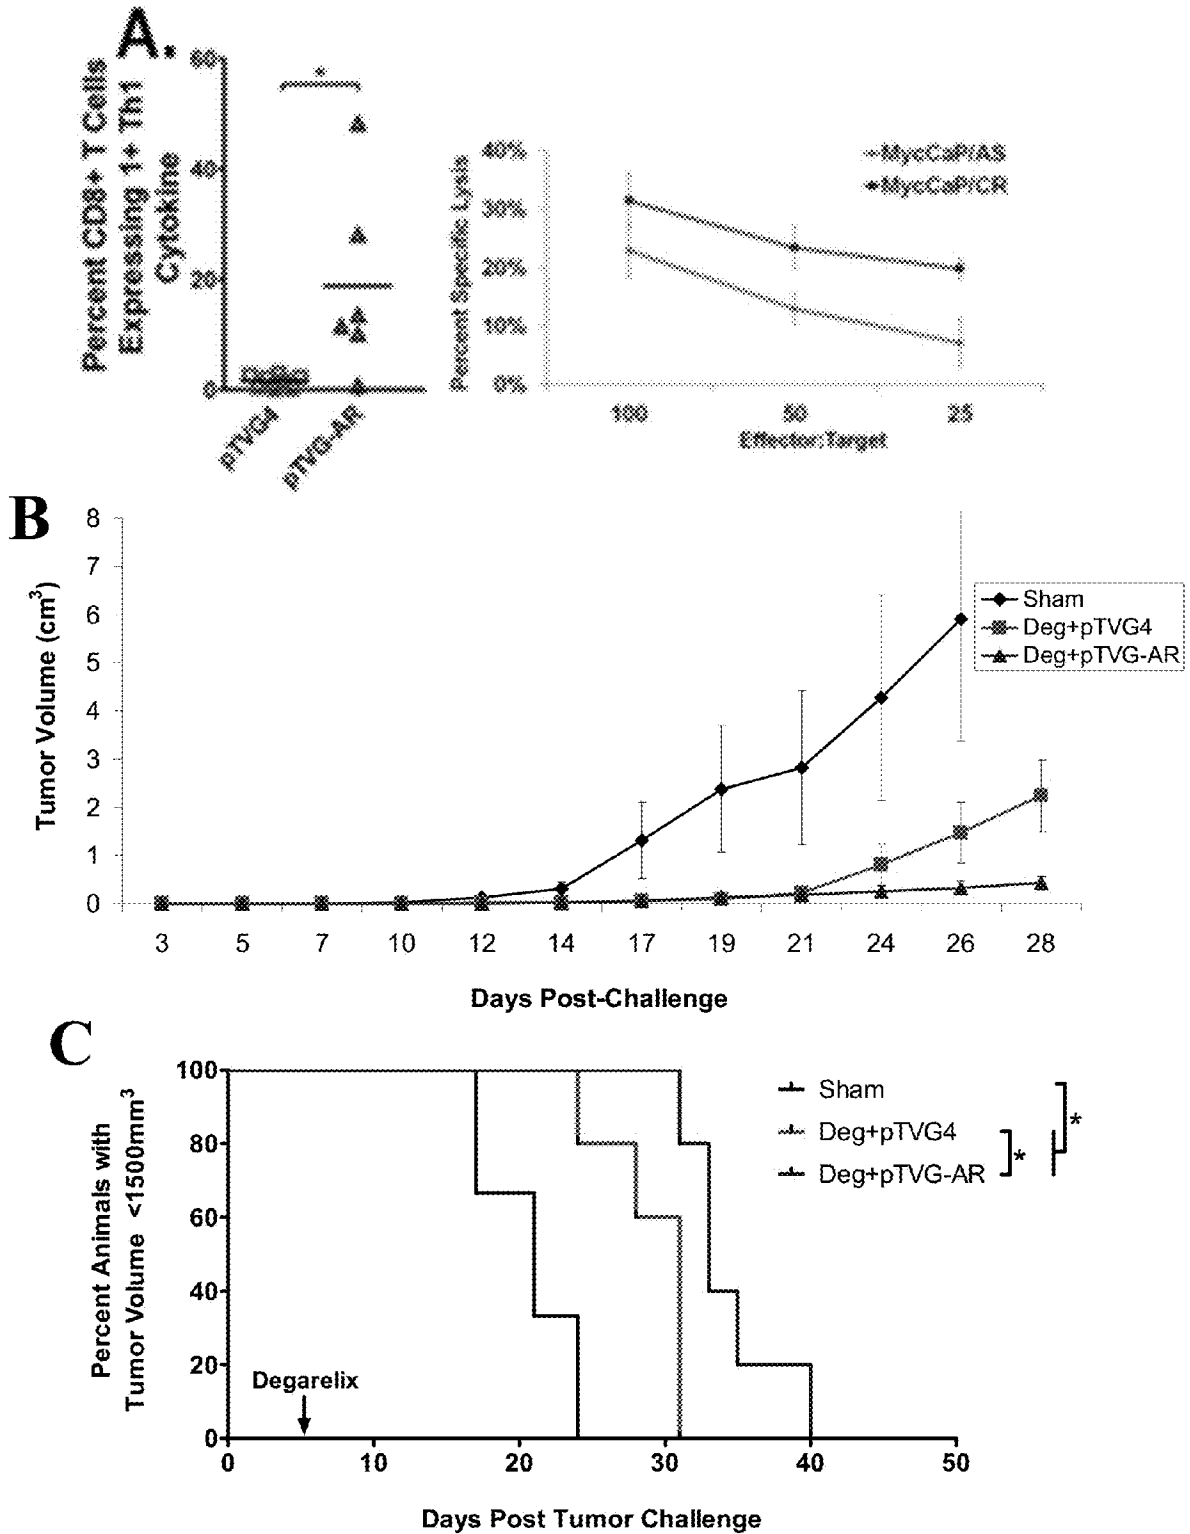 A.
Percent CD8+ T Cells
Expressing 1+ Th1
Cytokine
60
40
20
0
*
pTVG4
pTVG-AR
Percent Specific Lysis
40%
30%
20%
10%
0%
MycCaP/AS
MycCaP/CR
100 50 25
Effector:Target
B
Tumor Volume (cm3)
8
7
6
5
4
3
2
1
0
Sham
Deg+pTVG4
Deg+pTVG-AR
3 5 7 10 12 14 17 19 21 24 26 28
Days Post-Challenge
C
Percent Animals with
Tumor Volume <1500mm3
100
80
60
40
20
0
Sham
Deg+pTVG4
Deg+pTVG-AR
*
*
Degarelix
0 10 20 30 40 50
Days Post Tumor Challenge